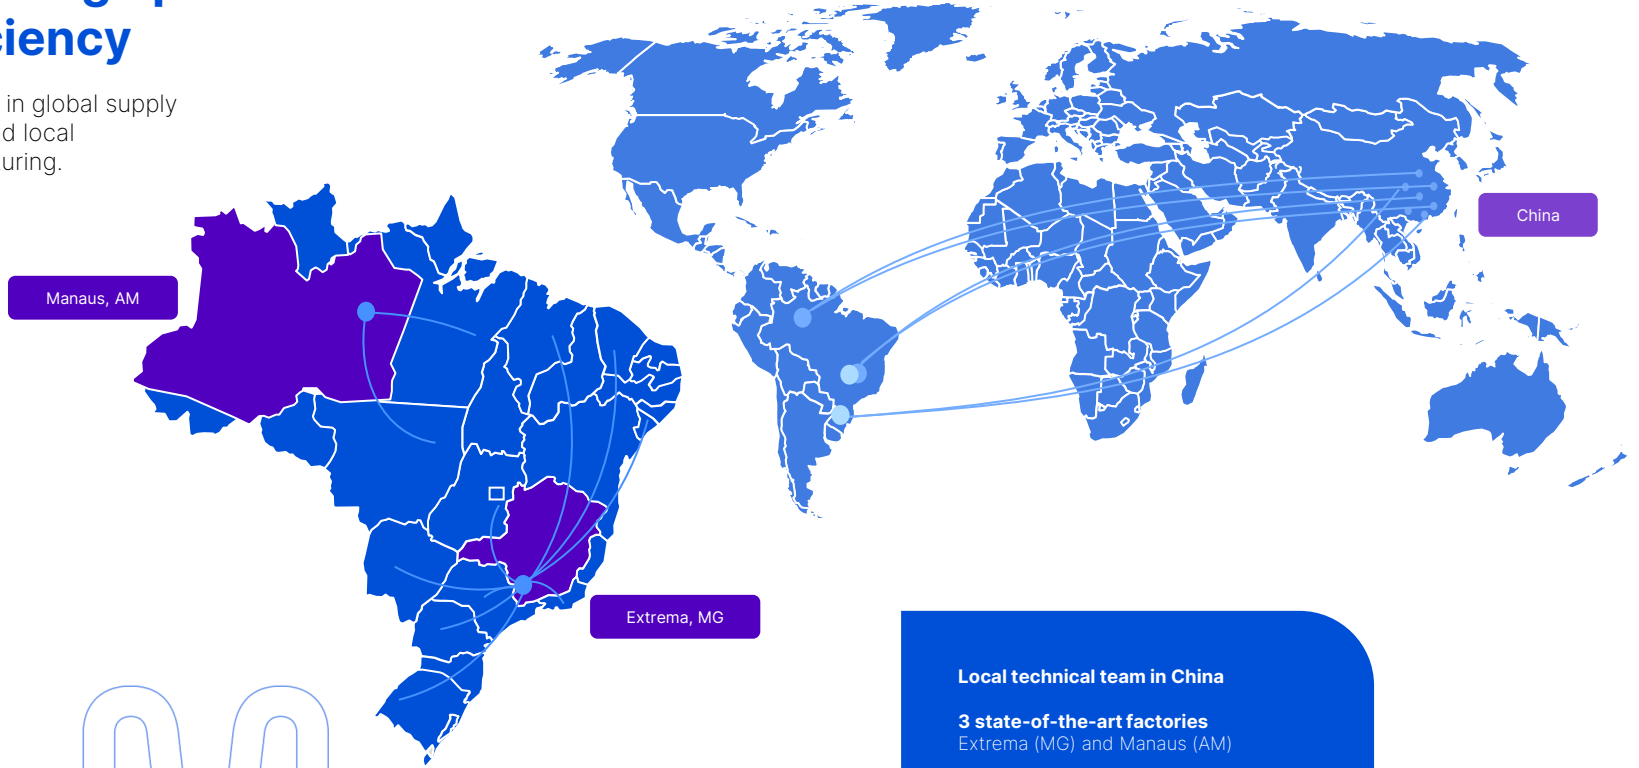 ciency
in global supply
d local
uring.
Manaus, AM
China
Extrema, MG
Local technical team in China
3 state-of-the-art factories
Extrema (MG) and Manaus (AM)